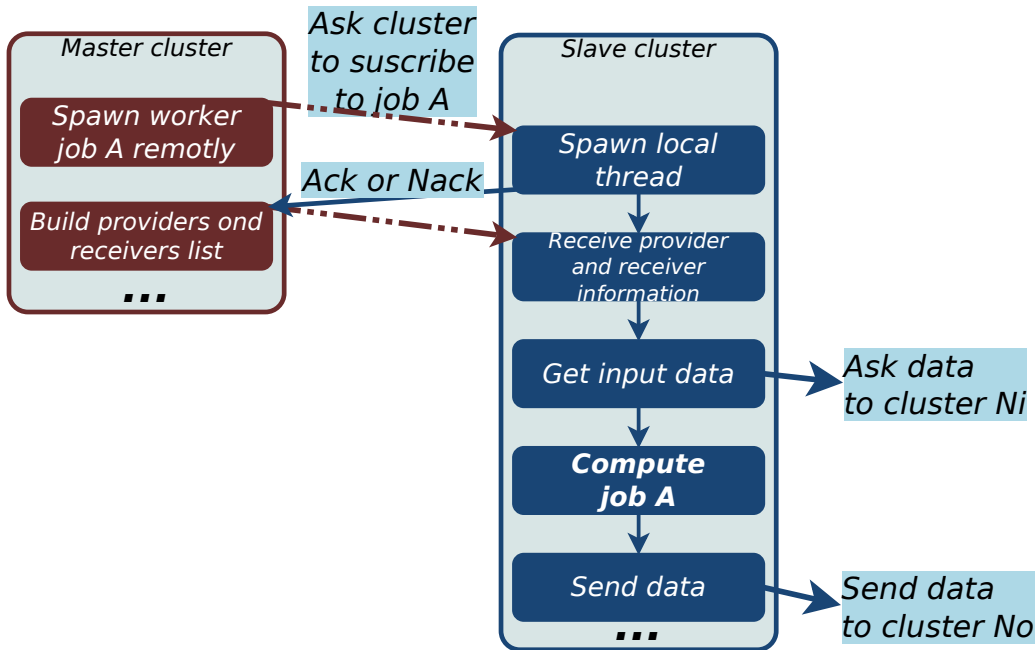 Master cluster
Spawn worker
job A remotly
Build providers ond
receivers list
...
Ask cluster
to suscribe
to job A
Ack or Nack
Slave cluster
Spawn local
thread
Receive provider
and receiver
information
Get input data
Compute
job A
Send data
...
Ask data
to cluster Ni
Send data
to cluster No